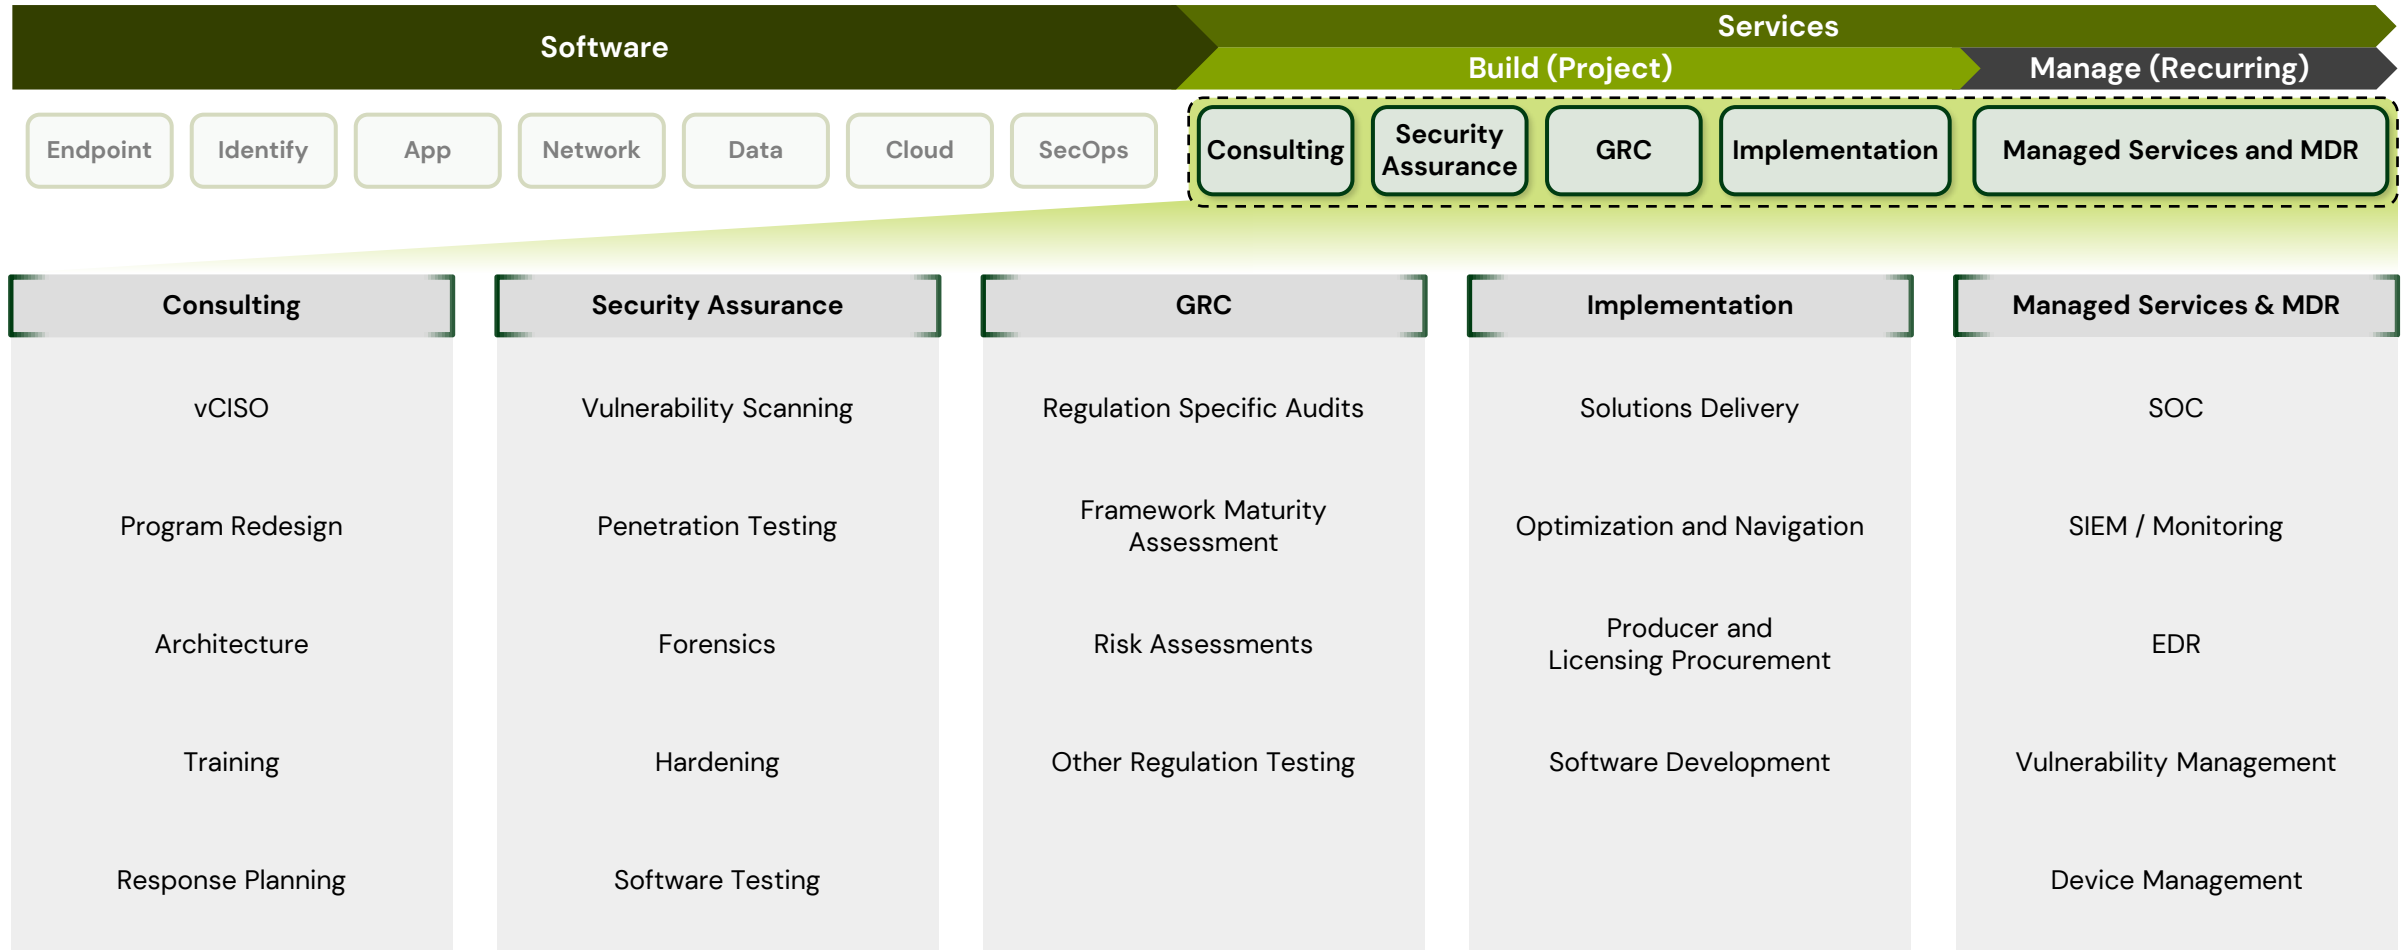 Software
Services
Build (Project)
Manage (Recurring)
Endpoint
Identify
App
Network
Data
Cloud
SecOps
Consulting
Security
Assurance
GRC
Implementation
Managed Services and MDR
Consulting
vCISO
Program Redesign
Architecture
Training
Response Planning
Security Assurance
Vulnerability Scanning
Penetration Testing
Forensics
Hardening
Software Testing
GRC
Regulation Specific Audits
Framework Maturity
Assessment
Risk Assessments
Other Regulation Testing
Implementation
Solutions Delivery
Optimization and Navigation
Producer and
Licensing Procurement
Software Development
Managed Services & MDR
SOC
SIEM / Monitoring
EDR
Vulnerability Management
Device Management